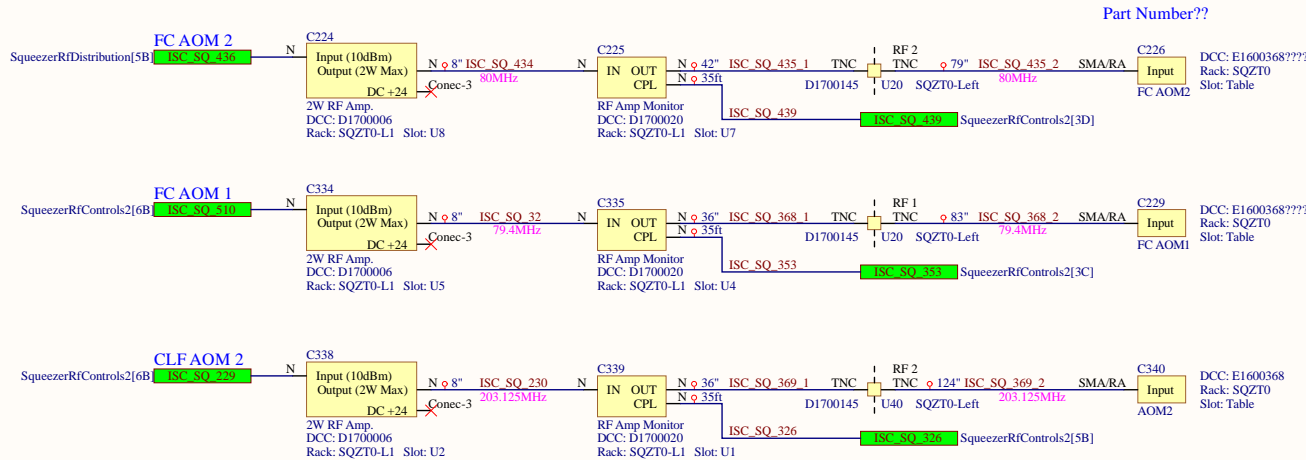 Part Number??
FC AOM 2
SqueezerRfDistribution[5B]
ISC_SQ_436
N
C224
Input (10dBm)
Output (2W Max)
DC +24
2W RF Amp.
DCC: D1700006
Rack: SQZT0-L1 Slot: U8
N 8" ISC_SQ_434 N
80MHz
Conec-3
C225
IN OUT
CPL
RF Amp Monitor
DCC: D1700020
Rack: SQZT0-L1 Slot: U7
N 42" ISC_SQ_435_1 TNC
N 35ft
ISC_SQ_439
ISC_SQ_439
SqueezerRfControls2[3D]
RF 2
D1700145
U20 SQZT0-Left
TNC 79" ISC_SQ_435_2 SMA/RA
80MHz
C226
Input
FC AOM2
DCC: E1600368????
Rack: SQZT0
Slot: Table
FC AOM 1
SqueezerRfControls2[6B]
ISC_SQ_510
N
C334
Input (10dBm)
Output (2W Max)
DC +24
2W RF Amp.
DCC: D1700006
Rack: SQZT0-L1 Slot: U5
N 8" ISC_SQ_32 N
79.4MHz
Conec-3
C335
IN OUT
CPL
RF Amp Monitor
DCC: D1700020
Rack: SQZT0-L1 Slot: U4
N 36" ISC_SQ_368_1 TNC
N 35ft
ISC_SQ_353
ISC_SQ_353
SqueezerRfControls2[3C]
RF 1
D1700145
U20 SQZT0-Left
TNC 83" ISC_SQ_368_2 SMA/RA
79.4MHz
C229
Input
FC AOM1
DCC: E1600368????
Rack: SQZT0
Slot: Table
CLF AOM 2
SqueezerRfControls2[6B]
ISC_SQ_229
N
C338
Input (10dBm)
Output (2W Max)
DC +24
2W RF Amp.
DCC: D1700006
Rack: SQZT0-L1 Slot: U2
N 8" ISC_SQ_230 N
203.125MHz
Conec-3
C339
IN OUT
CPL
RF Amp Monitor
DCC: D1700020
Rack: SQZT0-L1 Slot: U1
N 36" ISC_SQ_369_1 TNC
N 35ft
ISC_SQ_326
ISC_SQ_326
SqueezerRfControls2[5B]
RF 2
D1700145
U40 SQZT0-Left
TNC 124" ISC_SQ_369_2 SMA/RA
203.125MHz
C340
Input
AOM2
DCC: E1600368
Rack: SQZT0
Slot: Table